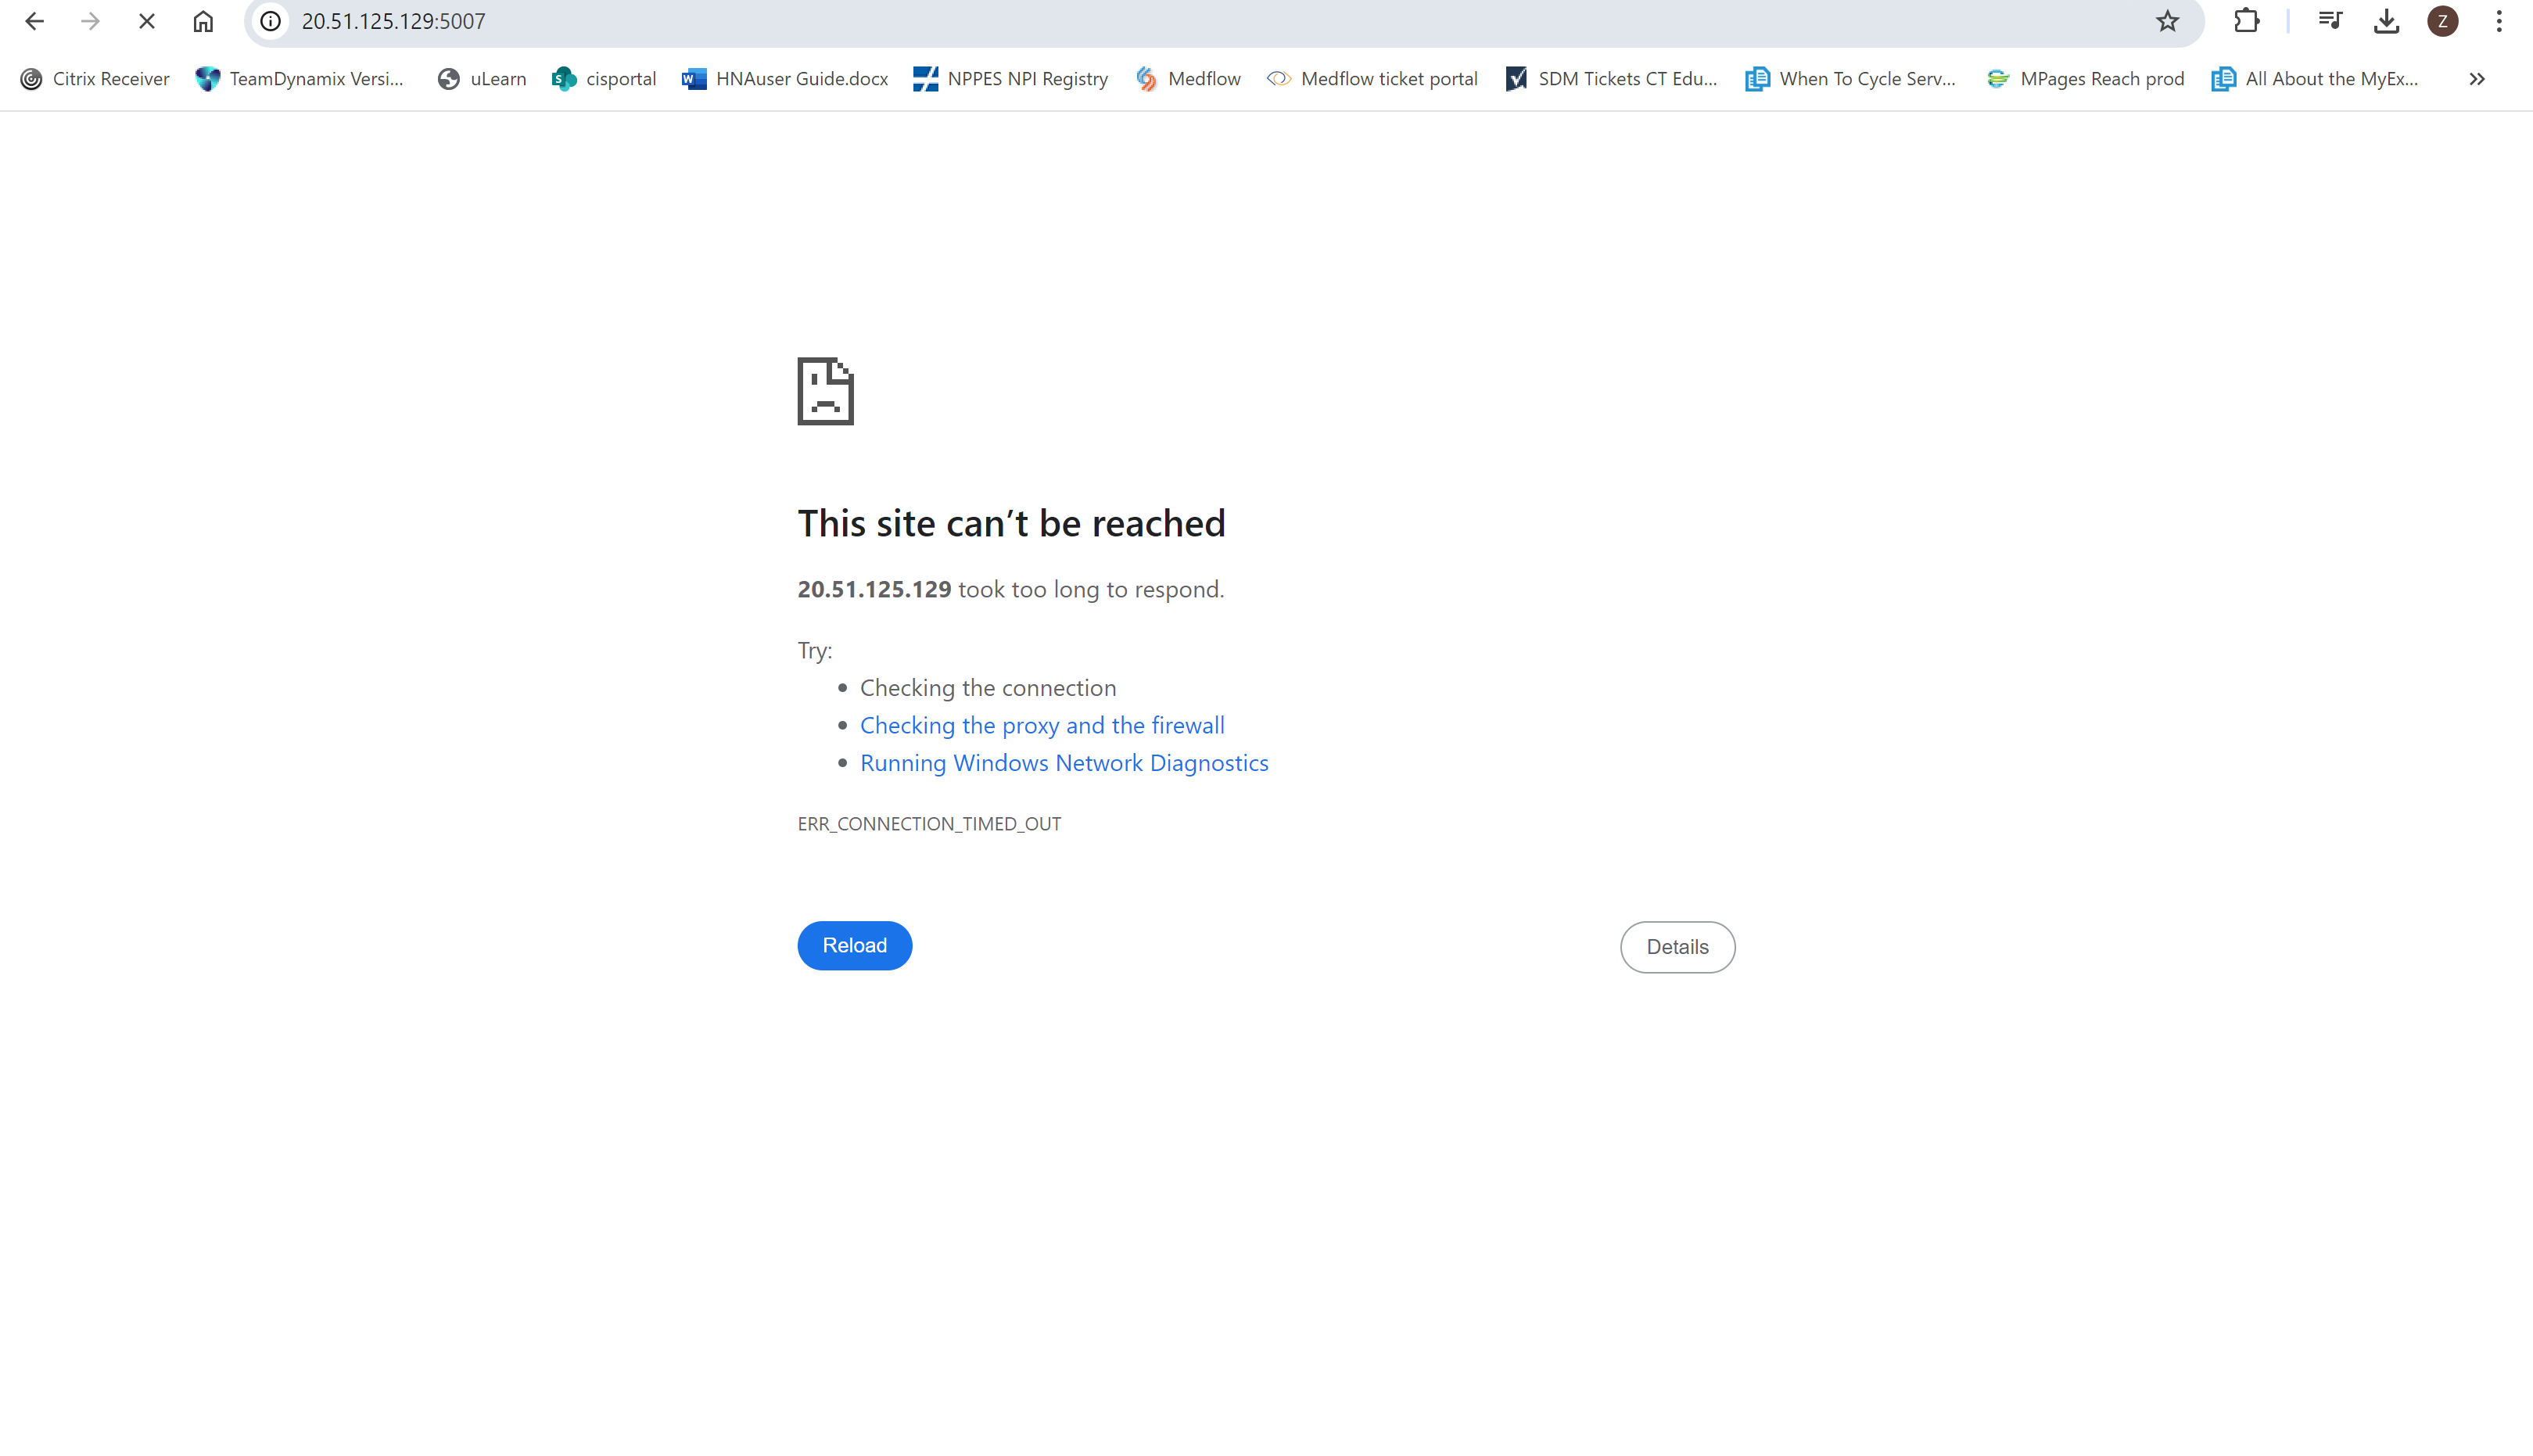 20.51.125.129:5007
Z
Citrix Receiver TeamDynamix Versi... uLearn cisportal HNAuser Guide.docx NPPES NPI Registry Medflow Medflow ticket portal SDM Tickets CT Edu... When To Cycle Serv... MPages Reach prod All About the MyEx...
This site can’t be reached
20.51.125.129 took too long to respond.
Try:
Checking the connection
Checking the proxy and the firewall
Running Windows Network Diagnostics
ERR_CONNECTION_TIMED_OUT
Reload Details